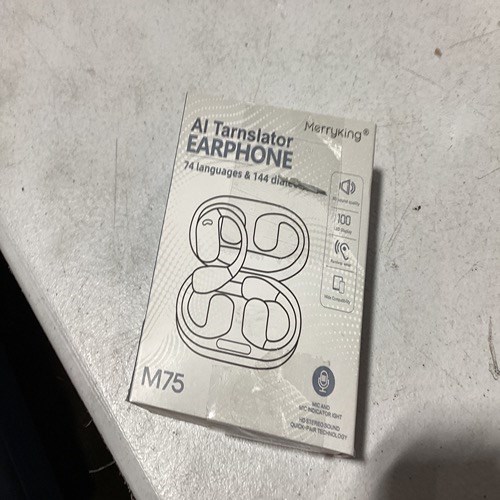 Merryking®
AI Tarnslator
EARPHONE
74 languages & 144
100
M75
MIC AND
MIC INDICATOR
HD STEREO SOUND
QUICK-PAIR TECHNOLOGY